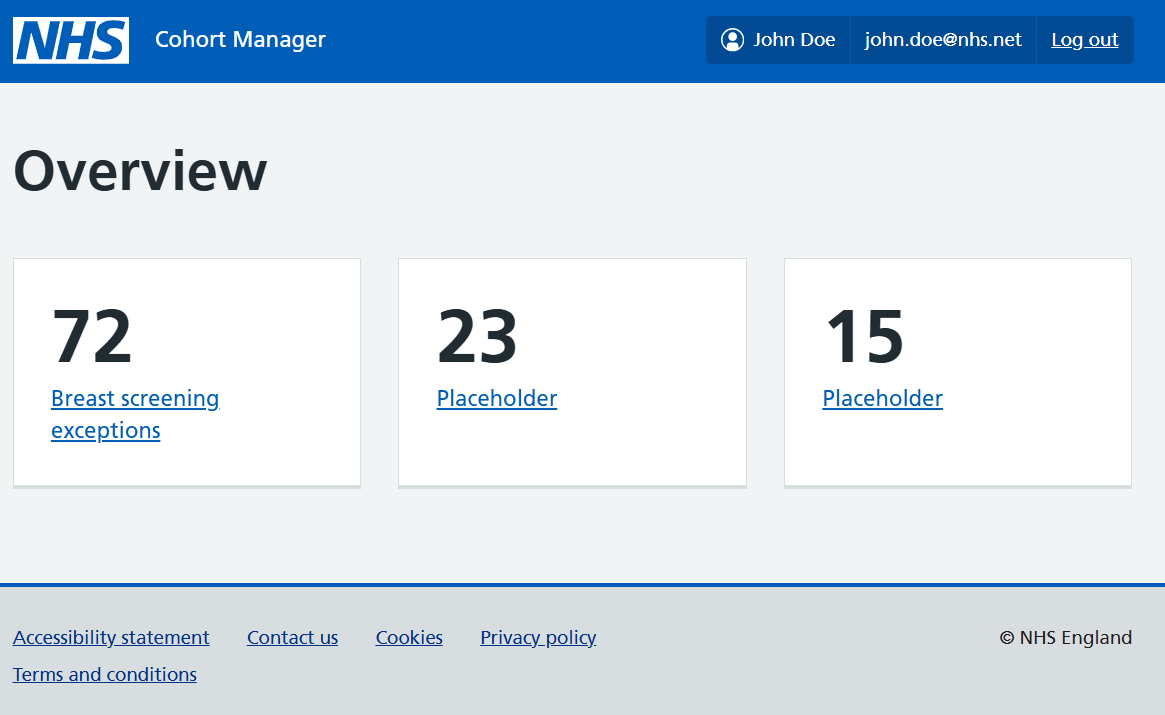 NHS Cohort Manager John Doe john.doe@nhs.net Log out
Overview
72
Breast screening
exceptions
23
Placeholder
15
Placeholder
Accessibility statement Contact us Cookies Privacy policy © NHS England
Terms and conditions